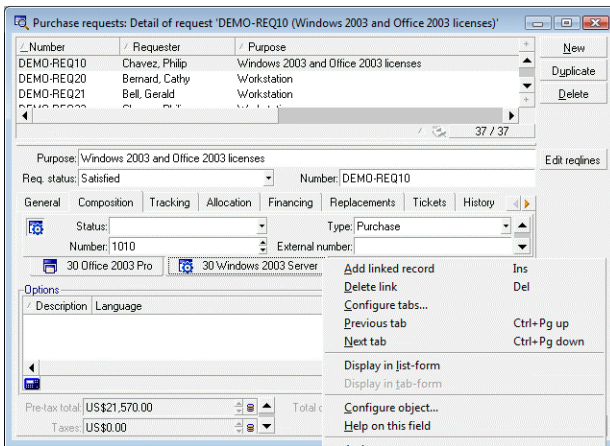 Purchase requests: Detail of request 'DEMO-REQ10 (Windows 2003 and Office 2003 licenses)'
Number Requester Purpose
DEMO-REQ10 Chavez, Philip Windows 2003 and Office 2003 licenses
DEMO-REQ20 Bernard, Cathy Workstation
DEMO-REQ21 Bell, Gerald Workstation
37 / 37
New
Duplicate
Delete
Edit reqlines
Purpose: Windows 2003 and Office 2003 licenses
Req. status: Satisfied Number: DEMO-REQ10
General Composition Tracking Allocation Financing Replacements Tickets History
Status: Type: Purchase
Number: 1010 External number:
30 Office 2003 Pro 30 Windows 2003 Server
Options
Description Language
Pre-tax total: US$21,570.00 Total
Taxes: US$0.00
Add linked record Ins
Delete link Del
Configure tabs...
Previous tab Ctrl+Pg up
Next tab Ctrl+Pg down
Display in list-form
Display in tab-form
Configure object...
Help on this field